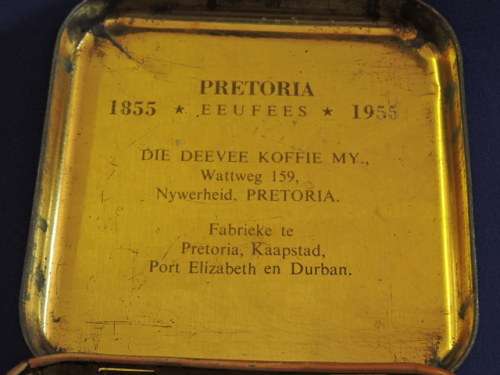 PRETORIA
1855 ★ EEUFEES ★ 1955
DIE DEEVEE KOFFIE MY.,
Wattweg 159,
Nywerheid, PRETORIA.
Fabrieke te
Pretoria, Kaapstad,
Port Elizabeth en Durban.